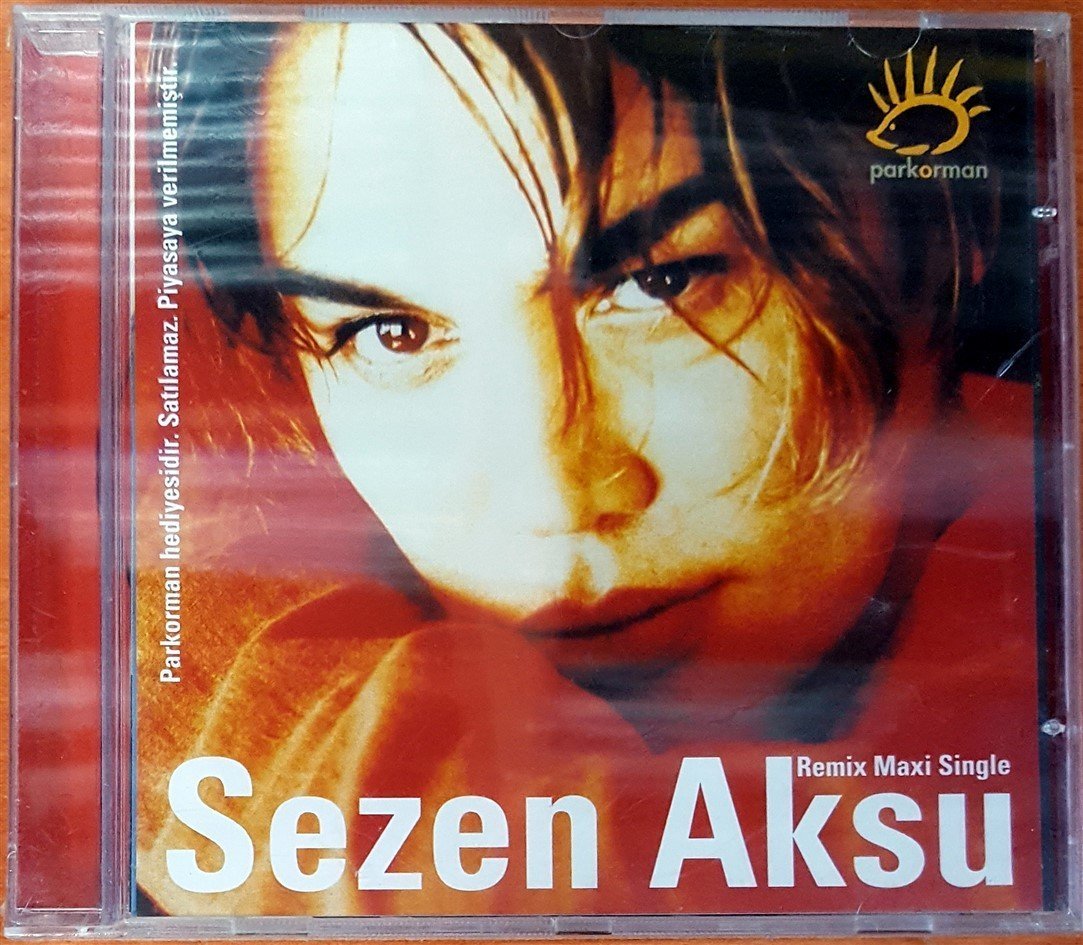 parkorman
Parkorman hediyesidir. Satılamaz. Piyasaya verilmemiştir.
Remix Maxi Single
Sezen Aksu